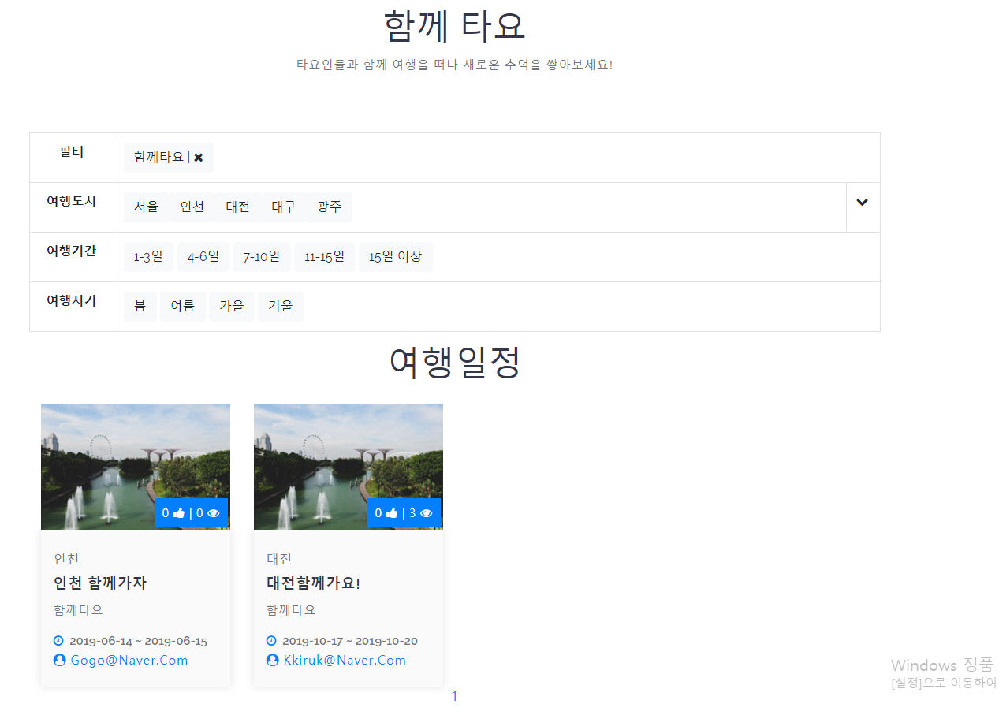 함께 타요
타요인들과 함께 여행을 떠나 새로운 추억을 쌓아보세요!
필터 함께타요 | ✖
여행도시 서울 인천 대전 대구 광주
여행기간 1-3일 4-6일 7-10일 11-15일 15일 이상
여행시기 봄 여름 가을 겨울
여행일정
0 | 0
인천
인천 함께가자
함께타요
2019-06-14 ~ 2019-06-15
Gogo@Naver.Com
0 | 3
대전
대전함께가요!
함께타요
2019-10-17 ~ 2019-10-20
Kkiruk@Naver.Com
1
Windows 정품
[설정]으로 이동하여